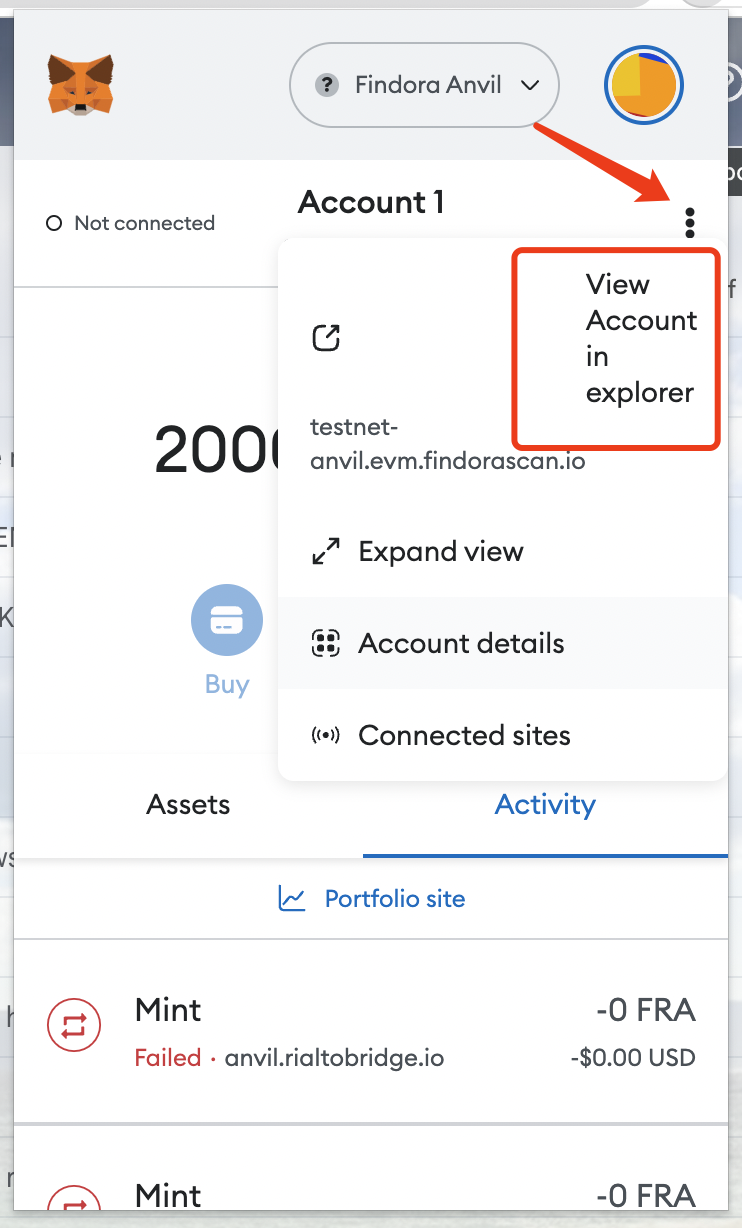 ? Findora Anvil
Account 1
Not connected
View
Account
in
explorer
testnet-
anvil.evm.findorascan.io
Expand view
Account details
Connected sites
Buy
Assets
Activity
Portfolio site
Mint
-0 FRA
Failed · anvil.rialtobridge.io
-$0.00 USD
Mint
-0 FRA